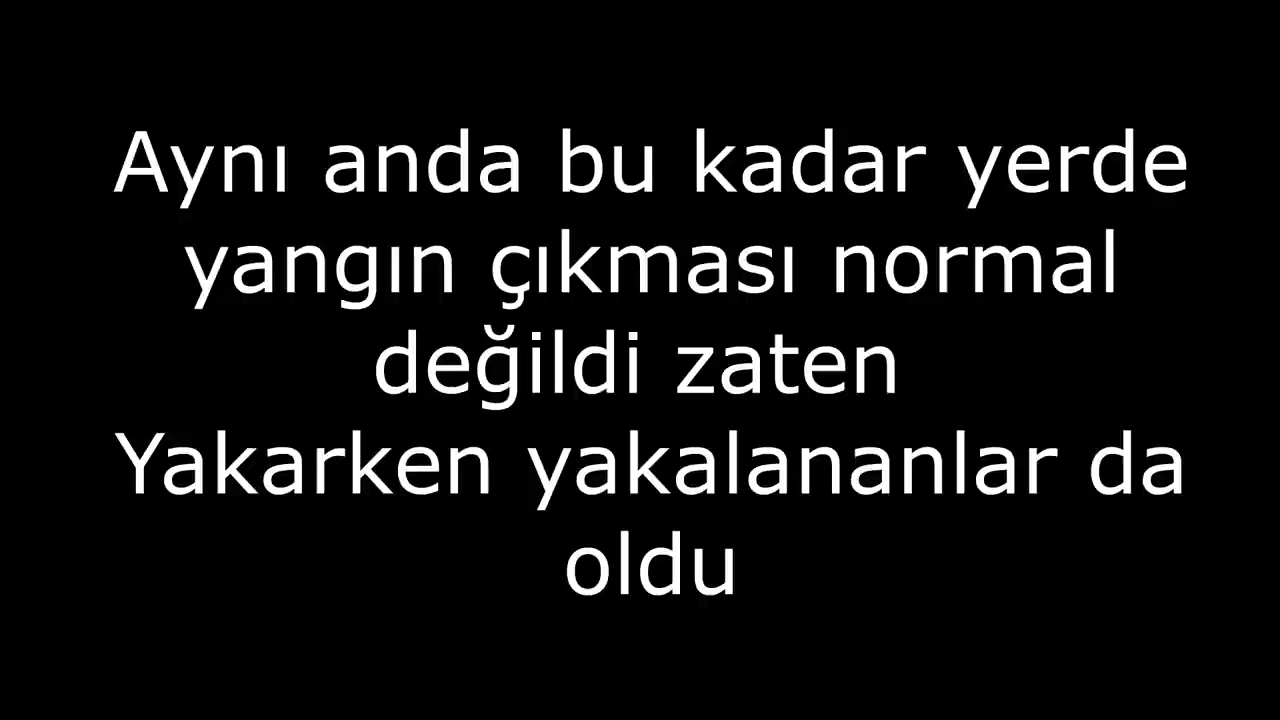 Aynı anda bu kadar yerde
yangın çıkması normal
değildi zaten
Yakarken yakalananlar da
oldu